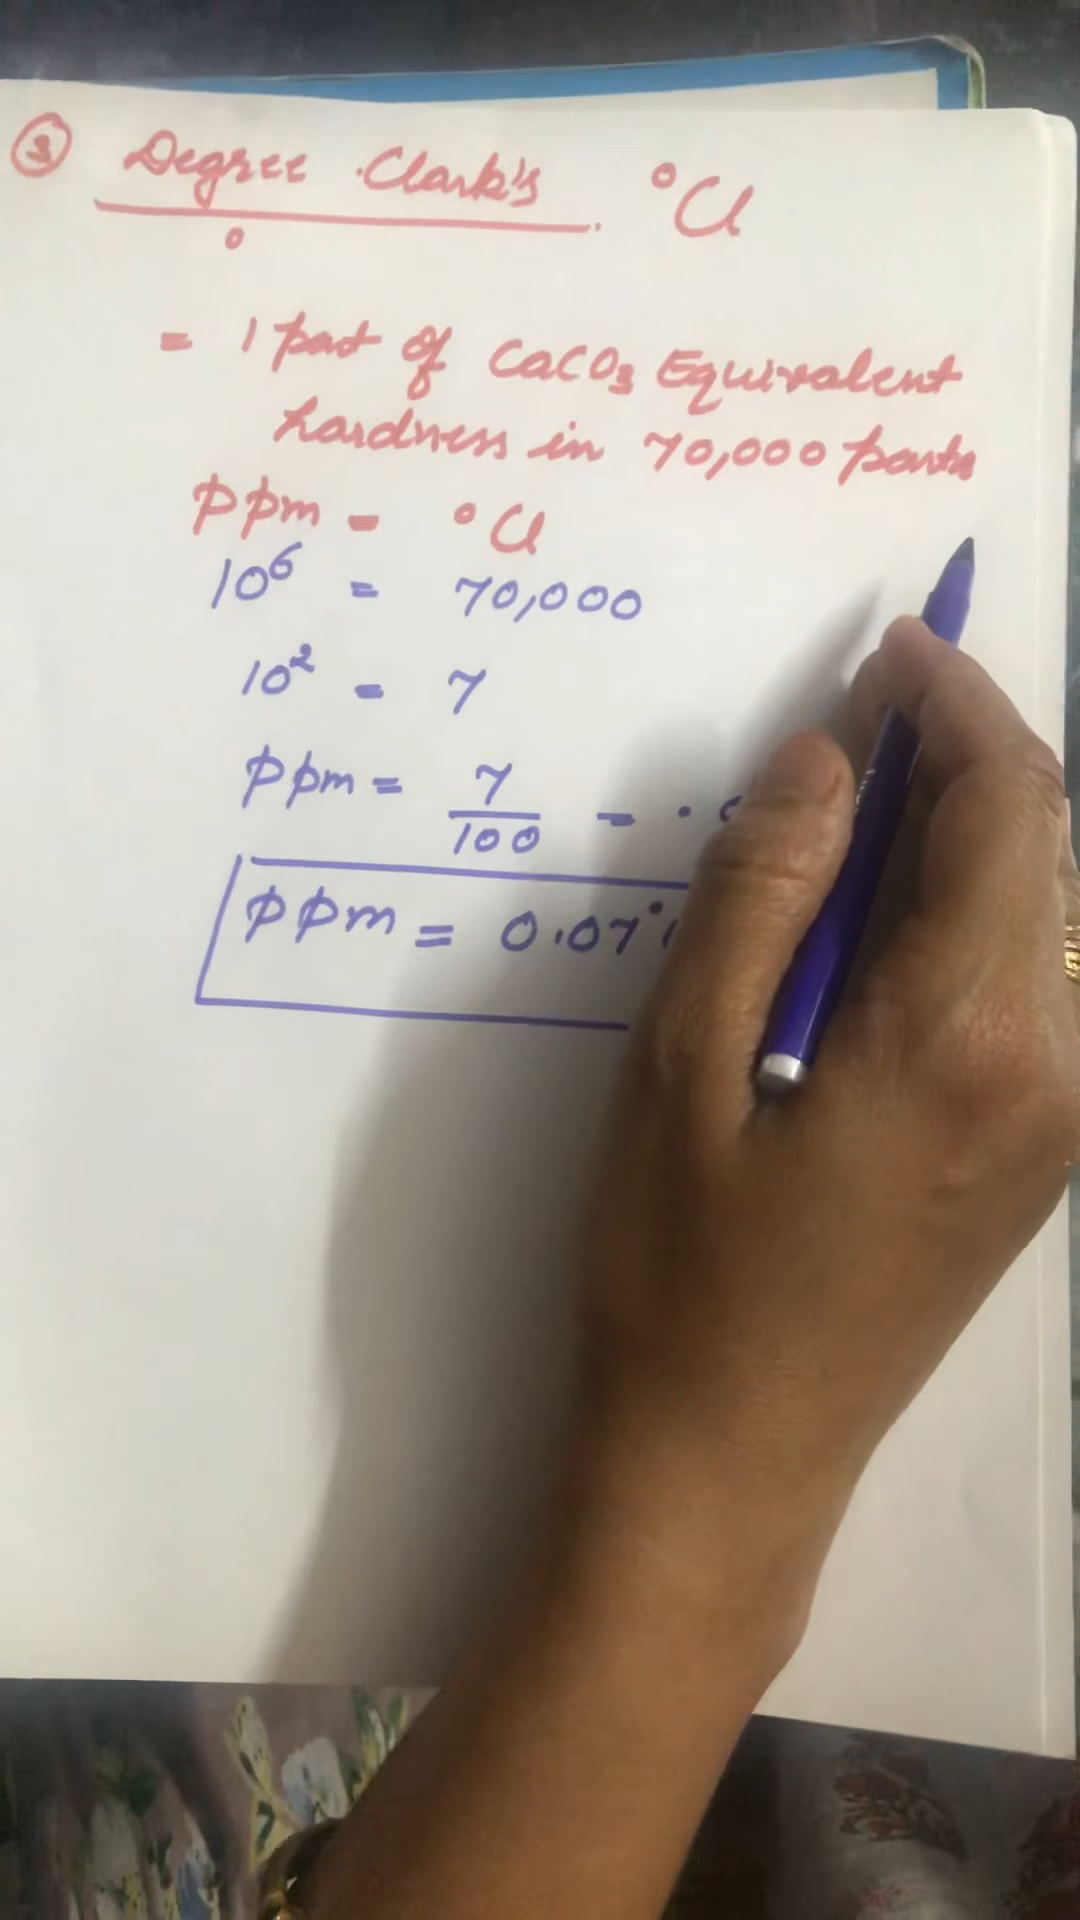 ③ Degree Clark's. °Cl
°
= 1 part of CaCO₃ Equivalent
hardness in 70,000 parts
ppm = °Cl
10⁶ = 70,000
10² = 7
ppm = 7/100 = .
ppm = 0.07°